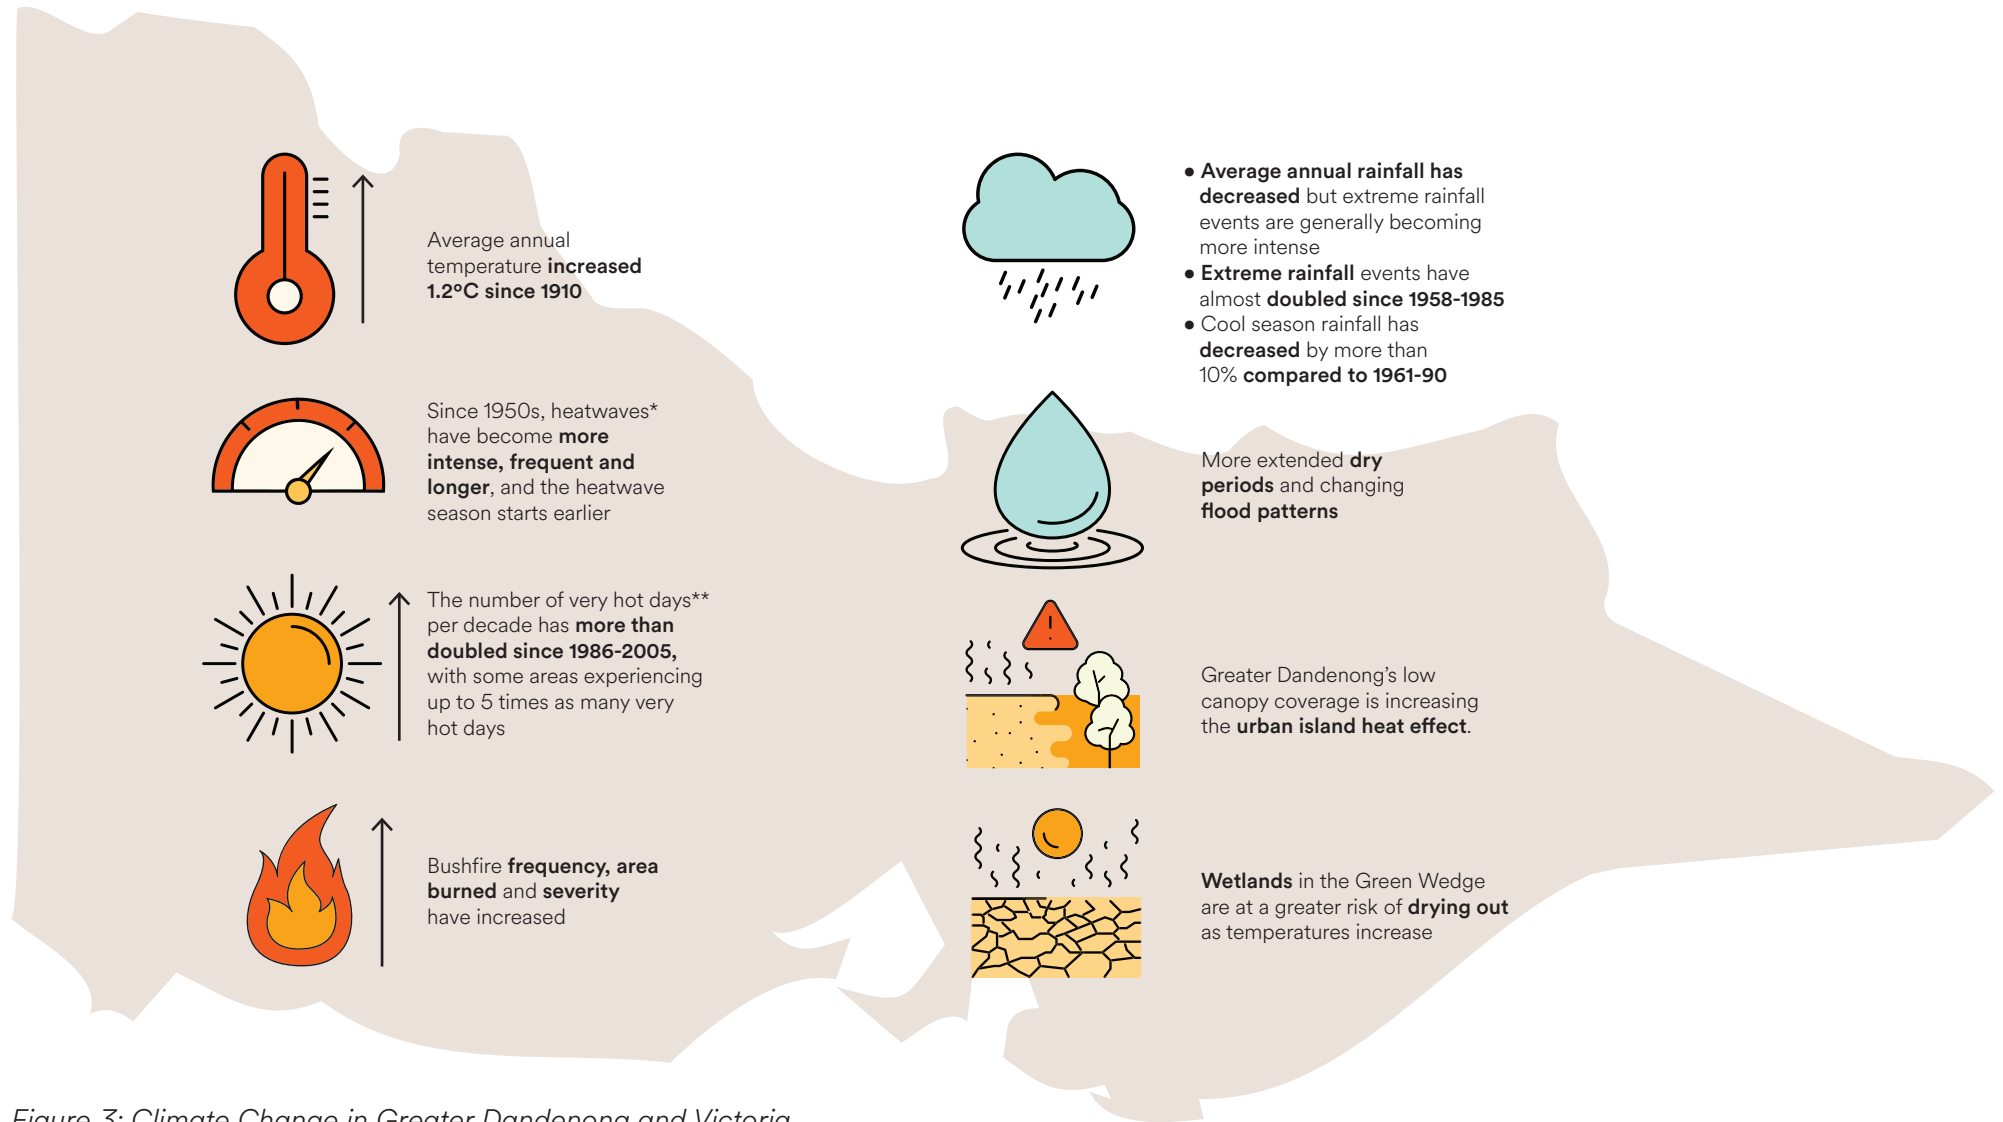 Average annual
temperature increased
1.2°C since 1910
Since 1950s, heatwaves*
have become more
intense, frequent and
longer, and the heatwave
season starts earlier
The number of very hot days**
per decade has more than
doubled since 1986-2005,
with some areas experiencing
up to 5 times as many very
hot days
Bushfire frequency, area
burned and severity
have increased
● Average annual rainfall has
decreased but extreme rainfall
events are generally becoming
more intense
● Extreme rainfall events have
almost doubled since 1958-1985
● Cool season rainfall has
decreased by more than
10% compared to 1961-90
More extended dry
periods and changing
flood patterns
Greater Dandenong's low
canopy coverage is increasing
the urban island heat effect.
Wetlands in the Green Wedge
are at a greater risk of drying out
as temperatures increase
Figure 3: Climate Change in Greater Dandenong and Victoria